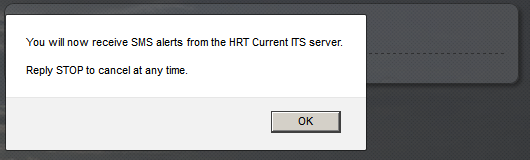 You will now receive SMS alerts from the HRT Current ITS server.
Reply STOP to cancel at any time.
OK